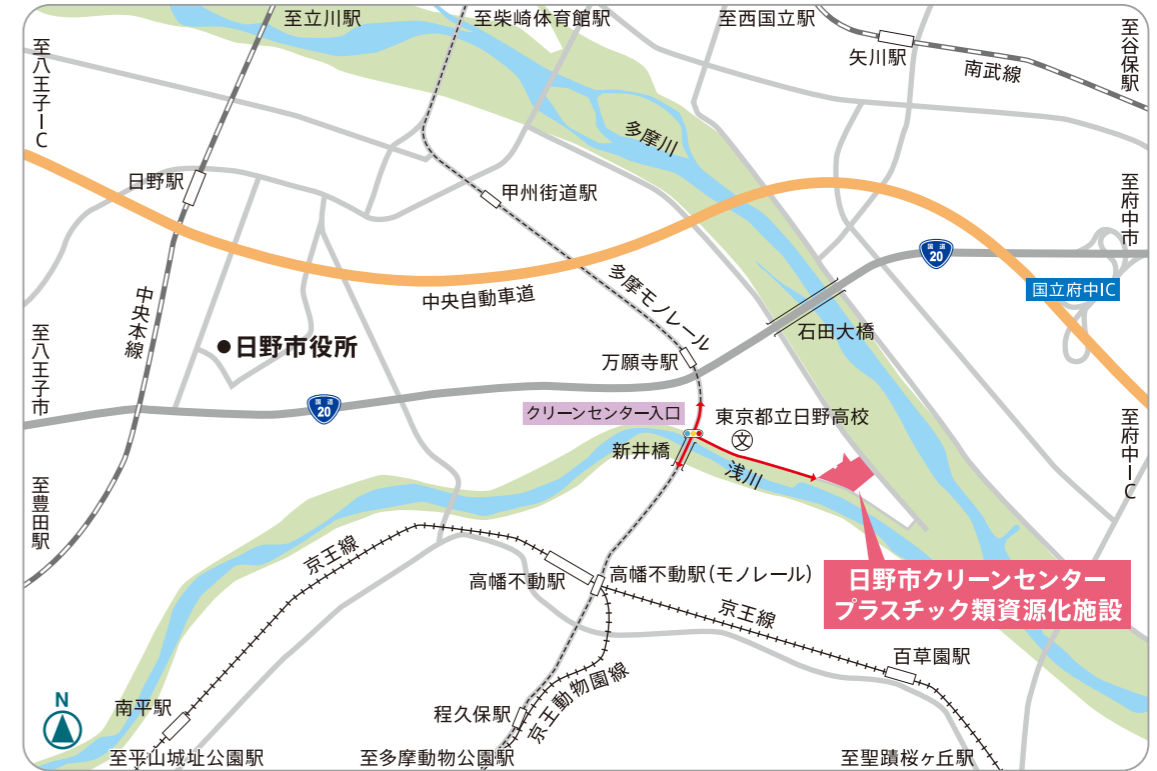 至立川駅
至柴崎体育館駅
至西国立駅
至谷保駅
至八王子IC
矢川駅
南武線
多摩川
日野駅
甲州街道駅
至府中市
国道
20
国立府中IC
中央自動車道
多摩モノレール
中央本線
石田大橋
日野市役所
万願寺駅
至八王子市
国道
20
クリーンセンター入口
東京都立日野高校
文
新井橋
浅川
至府中IC
至豊田駅
京王線
高幡不動駅
高幡不動駅(モノレール)
日野市クリーンセンター
プラスチック類資源化施設
京王線
百草園駅
N
南平駅
程久保駅
京王動物園線
至平山城址公園駅
至多摩動物公園駅
至聖蹟桜ヶ丘駅